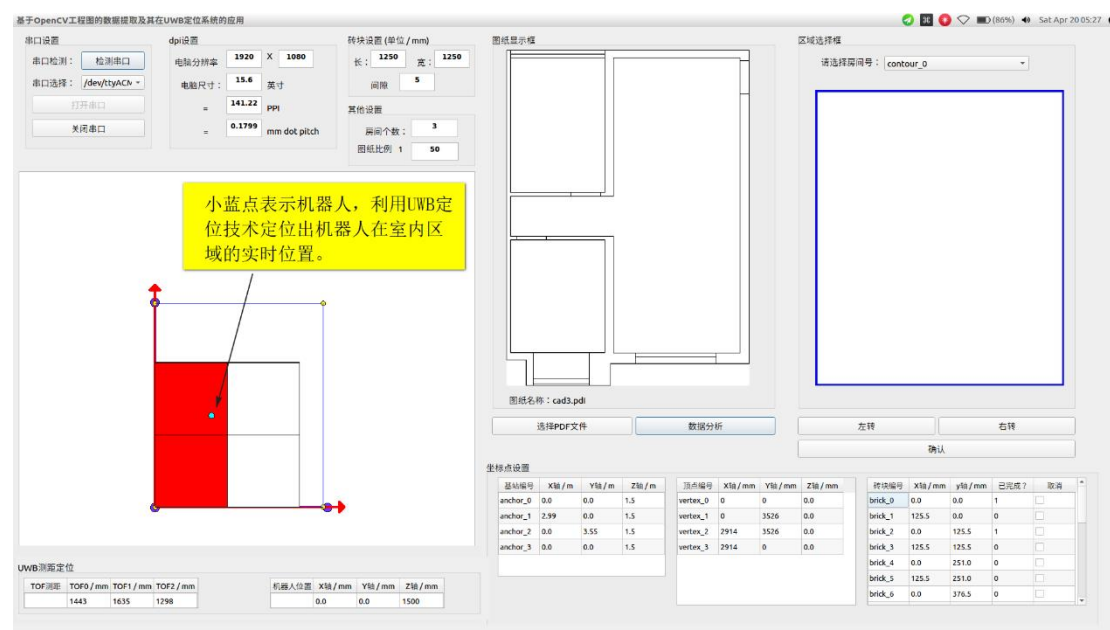 基于OpenCV工程图的数据提取及其在UWB定位系统的应用
(86%) Sat Apr 20 05:27
串口设置
串口检测： 检测串口
串口选择： /dev/ttyACM
打开串口
关闭串口
dpi设置
电脑分辨率 1920 X 1080
电脑尺寸： 15.6 英寸
= 141.22 PPI
= 0.1799 mm dot pitch
砖块设置 (单位 / mm)
长： 1250 宽： 1250
间隙 5
其他设置
房间个数： 3
图纸比例 1 50
小蓝点表示机器人，利用UWB定
位技术定位出机器人在室内区
域的实时位置。
图纸显示框
图纸名称：cad3.pdf
选择PDF文件 数据分析
区域选择框
请选择房间号： contour_0
左转 右转
确认
坐标点设置
基站编号 X轴 / m Y轴 / m Z轴 / m
anchor_0 0.0 0.0 1.5
anchor_1 2.99 0.0 1.5
anchor_2 0.0 3.55 1.5
anchor_3 0.0 0.0 1.5
顶点编号 X轴 / mm Y轴 / mm Z轴 / mm
vertex_0 0 0 0.0
vertex_1 0 3526 0.0
vertex_2 2914 3526 0.0
vertex_3 2914 0 0.0
砖块编号 X轴 / mm y轴 / mm 已完成？ 取消
brick_0 0.0 0.0 1
brick_1 125.5 0.0 0
brick_2 0.0 125.5 1
brick_3 125.5 125.5 0
brick_4 0.0 251.0 0
brick_5 125.5 251.0 0
brick_6 0.0 376.5 0
UWB测距定位
TOF测距 TOF0 / mm TOF1 / mm TOF2 / mm
1443 1635 1298
机器人位置 X轴 / mm Y轴 / mm Z轴 / mm
0.0 0.0 1500